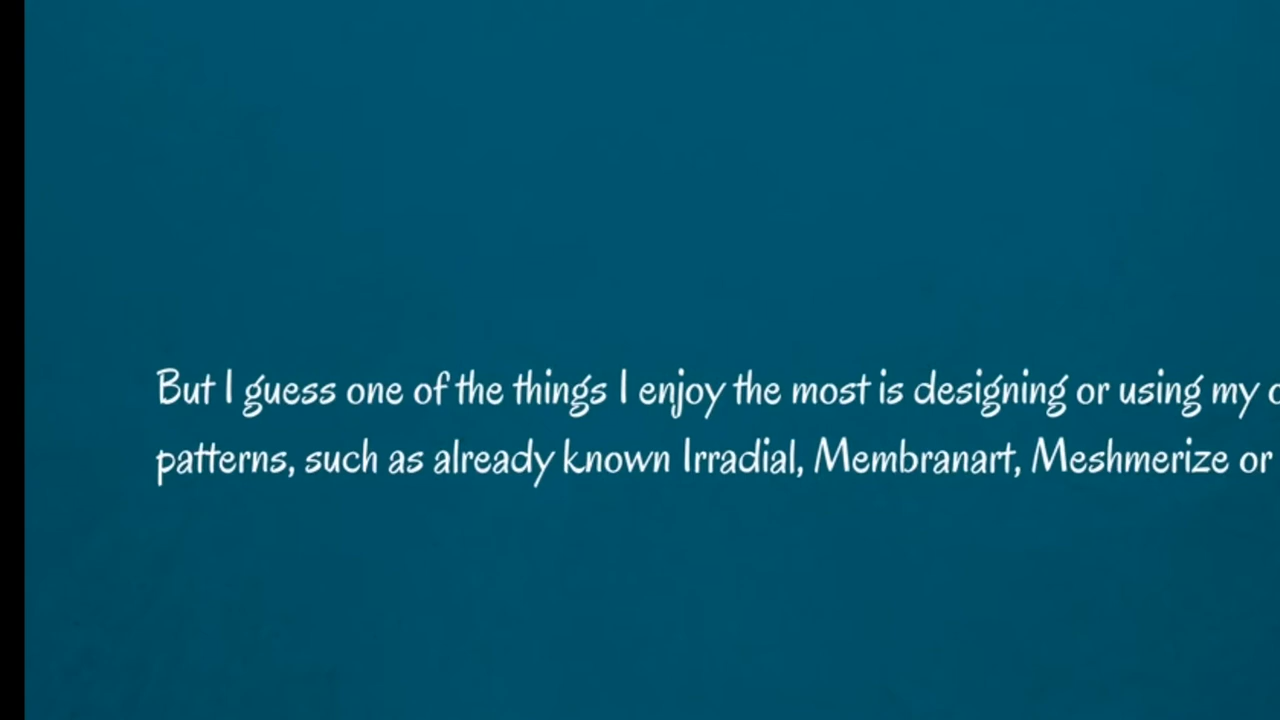 But I guess one of the things I enjoy the most is designing or using my
patterns, such as already known Irradial, Membranart, Meshmerize or